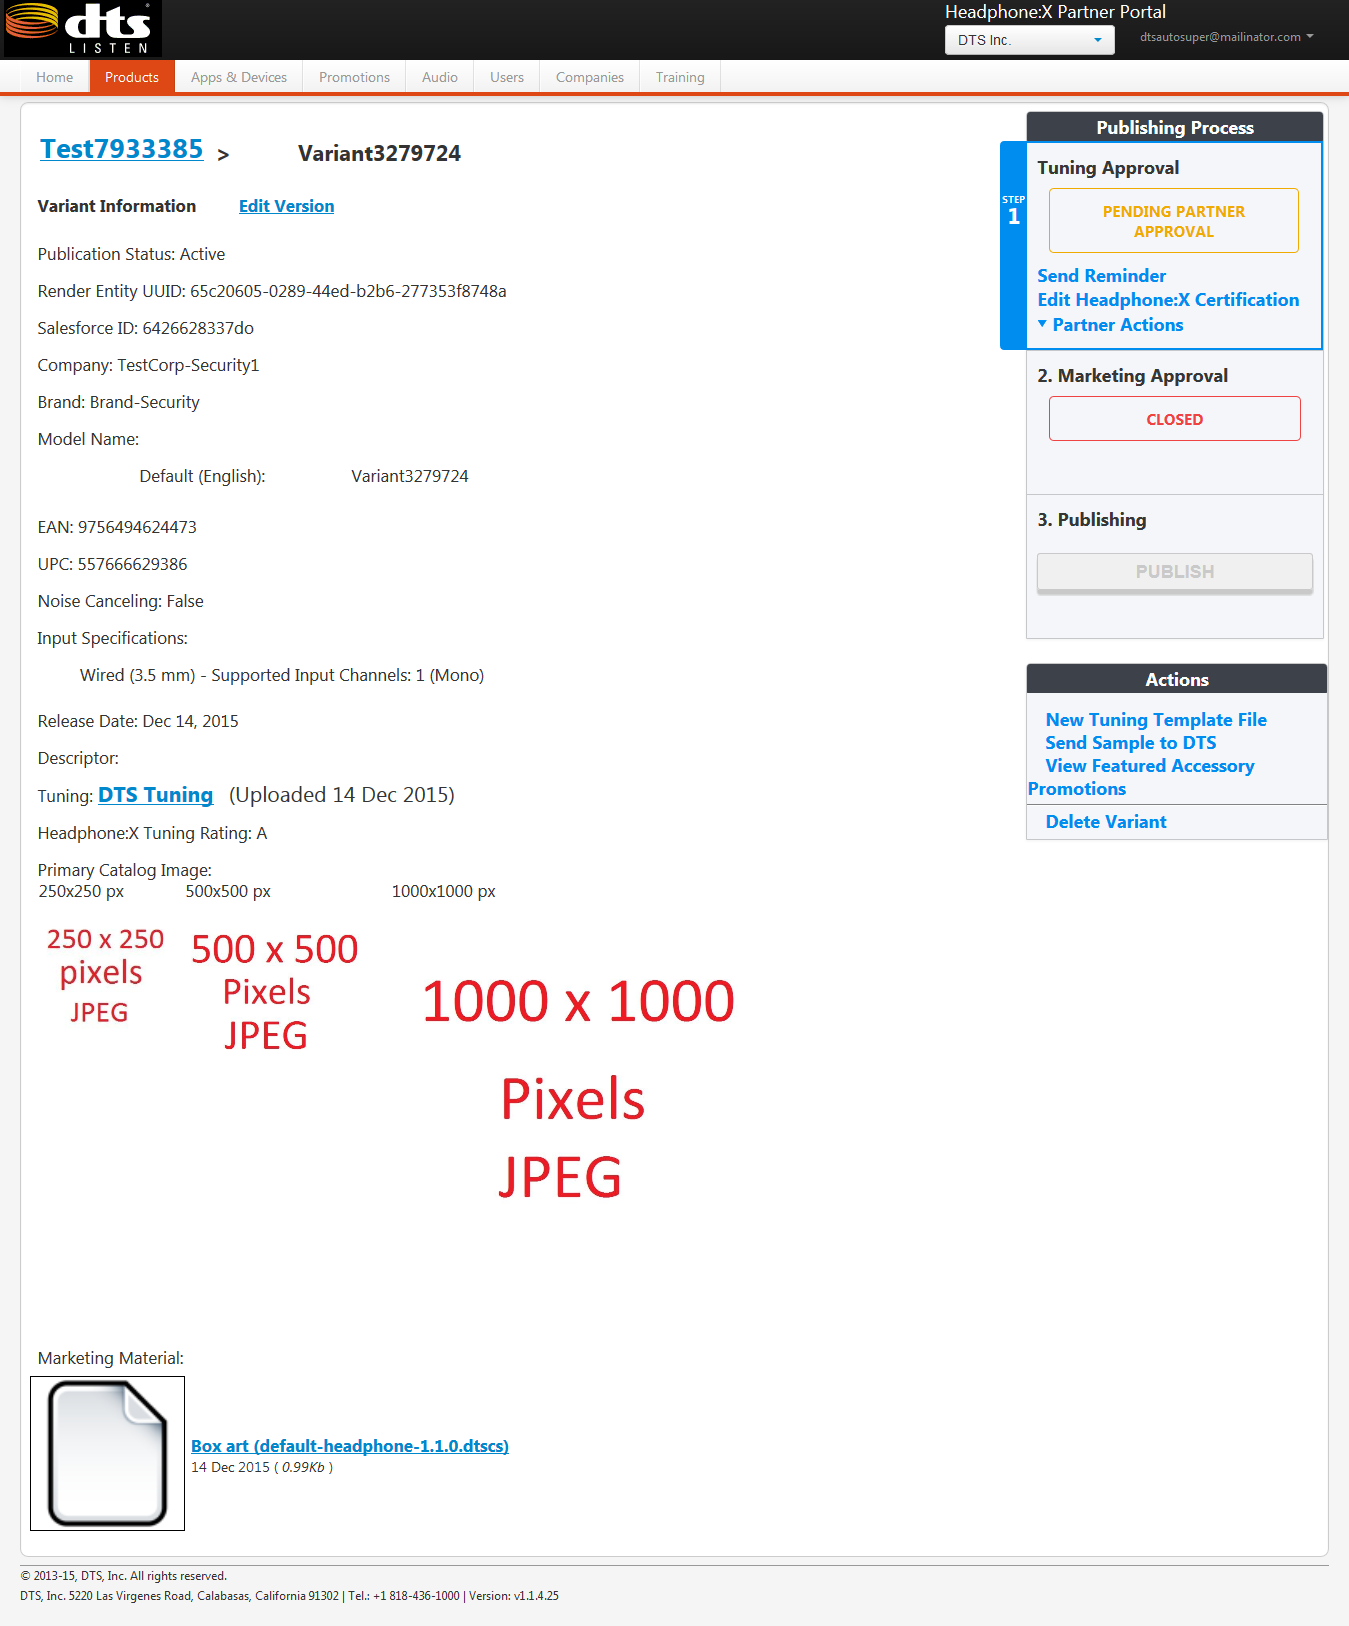 dts
LISTEN
Headphone:X Partner Portal
DTS Inc.
dtsautosuper@mailinator.com
Home
Products
Apps & Devices
Promotions
Audio
Users
Companies
Training
Test7933385 > Variant3279724
Variant Information Edit Version
Publication Status: Active
Render Entity UUID: 65c20605-0289-44ed-b2b6-277353f8748a
Salesforce ID: 6426628337do
Company: TestCorp-Security1
Brand: Brand-Security
Model Name:
Default (English): Variant3279724
EAN: 9756494624473
UPC: 557666629386
Noise Canceling: False
Input Specifications:
Wired (3.5 mm) - Supported Input Channels: 1 (Mono)
Release Date: Dec 14, 2015
Descriptor:
Tuning: DTS Tuning (Uploaded 14 Dec 2015)
Headphone:X Tuning Rating: A
Primary Catalog Image:
250x250 px 500x500 px 1000x1000 px
250 x 250
pixels
JPEG
500 x 500
Pixels
JPEG
1000 x 1000
Pixels
JPEG
Marketing Material:
Box art (default-headphone-1.1.0.dtscs)
14 Dec 2015 ( 0.99Kb )
Publishing Process
STEP
1
Tuning Approval
PENDING PARTNER
APPROVAL
Send Reminder
Edit Headphone:X Certification
Partner Actions
2. Marketing Approval
CLOSED
3. Publishing
PUBLISH
Actions
New Tuning Template File
Send Sample to DTS
View Featured Accessory
Promotions
Delete Variant
© 2013-15, DTS, Inc. All rights reserved.
DTS, Inc. 5220 Las Virgenes Road, Calabasas, California 91302 | Tel.: +1 818-436-1000 | Version: v1.1.4.25